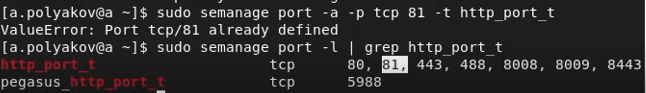 [a.polyakov@a ~]$ sudo semanage port -a -p tcp 81 -t http_port_t
ValueError: Port tcp/81 already defined
[a.polyakov@a ~]$ sudo semanage port -l | grep http_port_t
http_port_t tcp 80, 81, 443, 488, 8008, 8009, 8443
pegasus_http_port_t tcp 5988